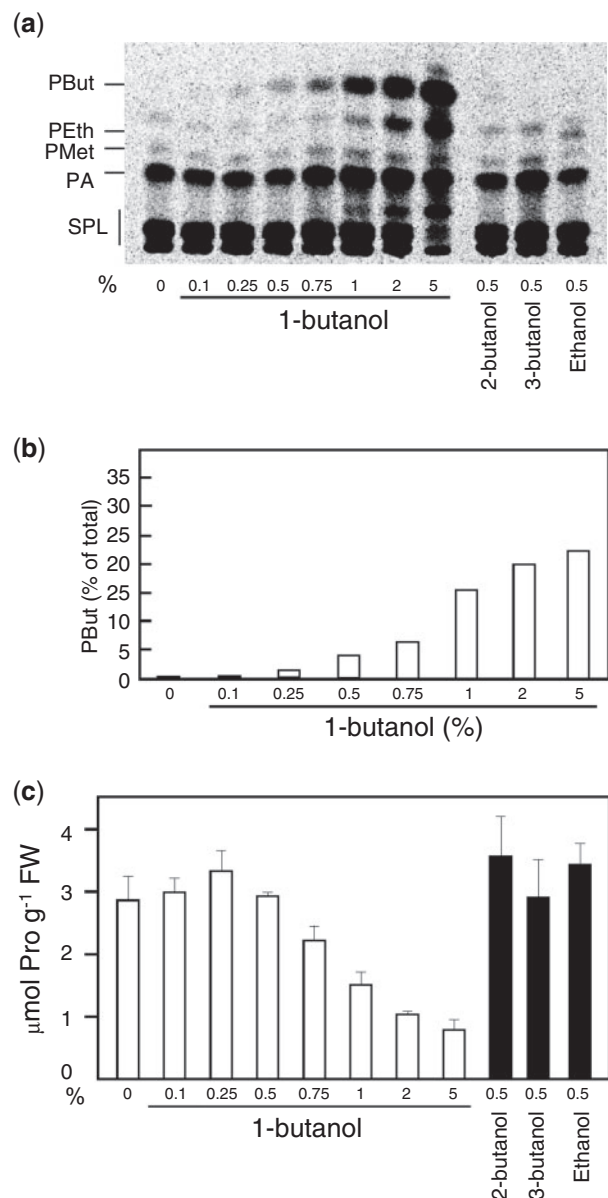 (a)
PBut
PEth
PMet
PA
SPL
% 0 0.1 0.25 0.5 0.75 1 2 5 0.5 0.5 0.5
1-butanol
2-butanol
3-butanol
Ethanol
(b)
PBut (% of total)
35
30
25
20
15
10
5
0
0 0.1 0.25 0.5 0.75 1 2 5
1-butanol (%)
(c)
μmol Pro g-1 FW
4
3
2
1
0
% 0 0.1 0.25 0.5 0.75 1 2 5 0.5 0.5 0.5
1-butanol
2-butanol
3-butanol
Ethanol